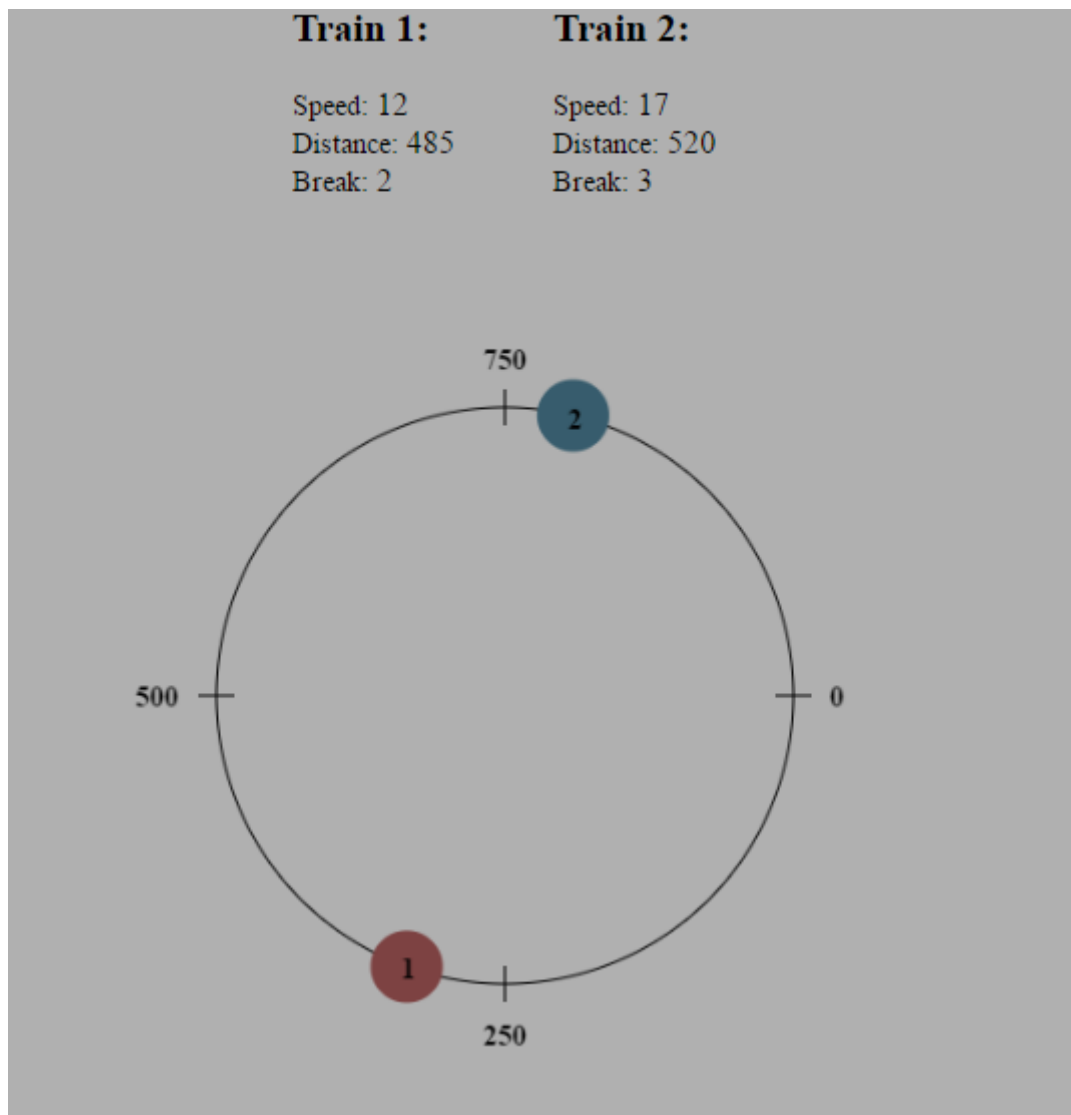 Train 1:
Speed: 12
Distance: 485
Break: 2
Train 2:
Speed: 17
Distance: 520
Break: 3
750
2
500
0
1
250